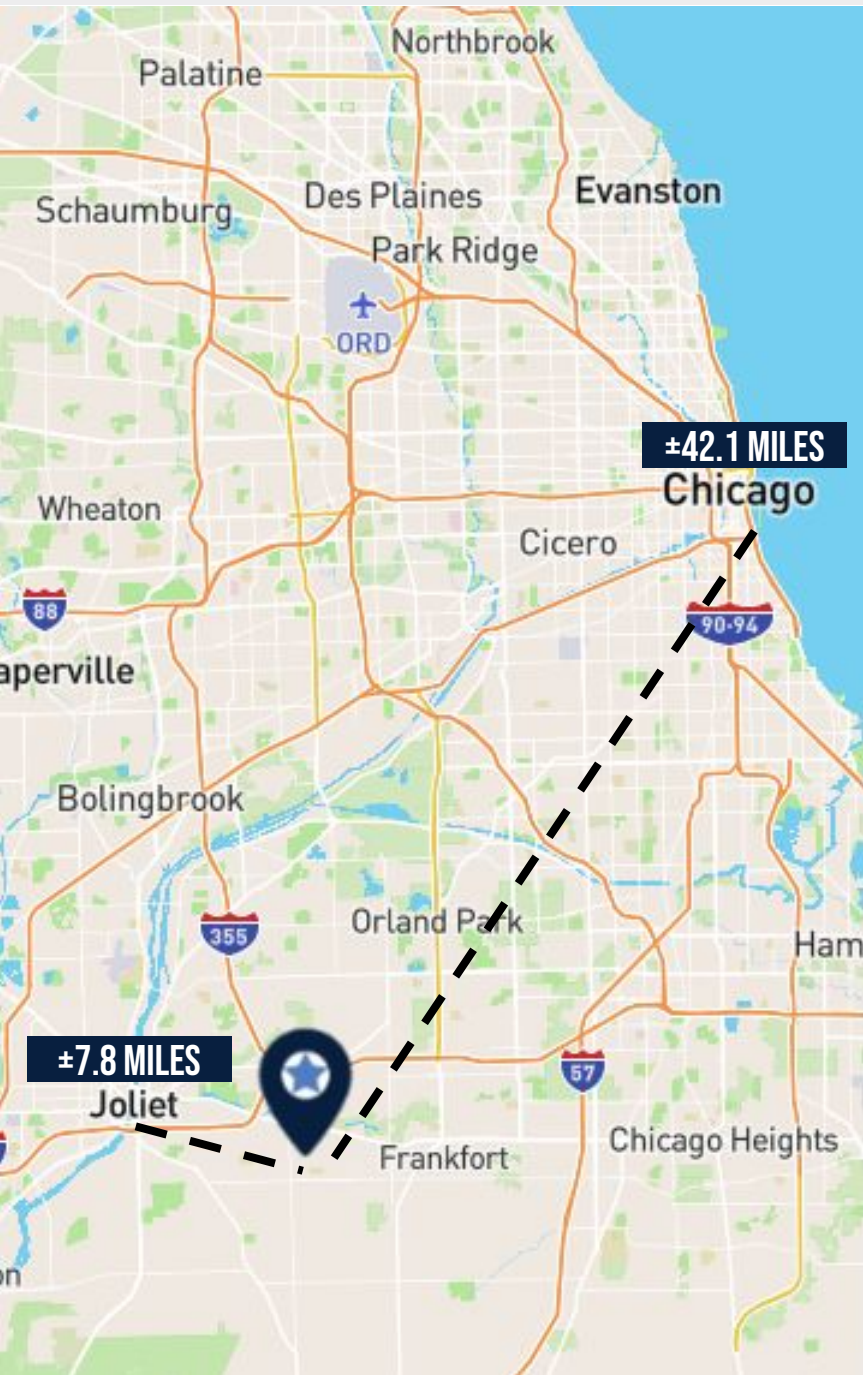 Northbrook
Palatine
Des Plaines
Evanston
Schaumburg
Park Ridge
ORD
±42.1 MILES
Chicago
Wheaton
Cicero
88
90-94
aperville
Bolingbrook
Orland Park
355
Ham
±7.8 MILES
57
Joliet
Chicago Heights
Frankfort
on